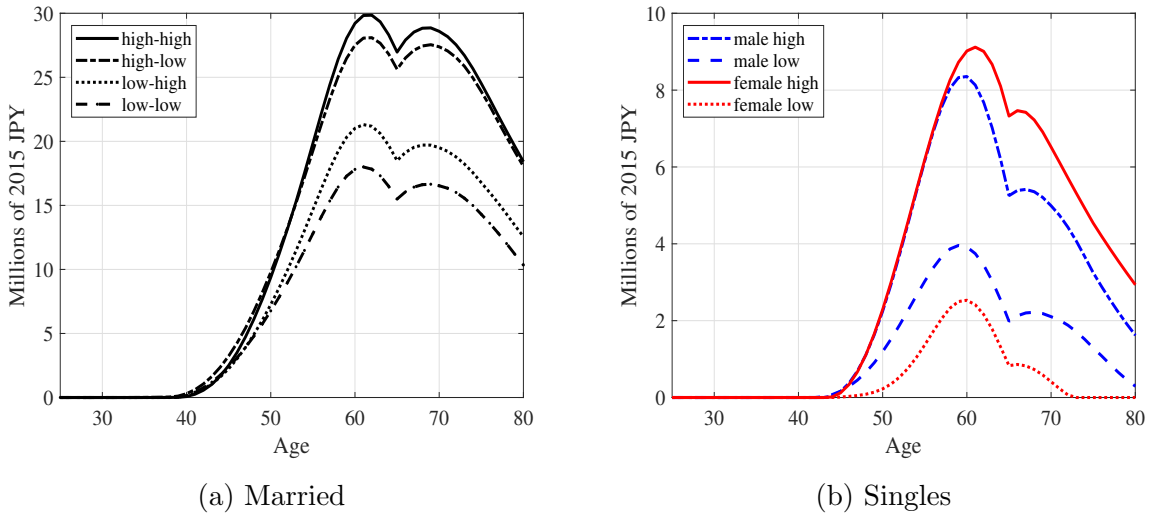 Millions of 2015 JPY
30
25
20
15
10
5
0
high-high
high-low
low-high
low-low
30 40 50 60 70 80
Age
(a) Married
Millions of 2015 JPY
10
8
6
4
2
0
male high
male low
female high
female low
30 40 50 60 70 80
Age
(b) Singles